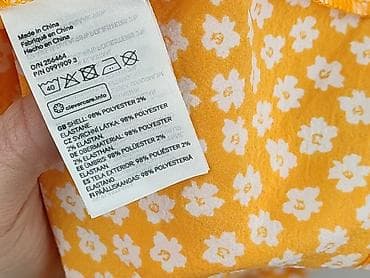 Made in China
Fabriqué en Chine
Hecho en China
O/N 256464
P/N 0991909 3
40
clevercare.info
GB SHELL: 98% POLYESTER 2%
ELASTANE.
CZ SVRCHNÍ LÁTKA: 98% POLYESTER
2% ELASTAN.
DE OBERMATERIAL: 98% POLYESTER
2% ELASTHAN.
EE ÜMBRIS: 98% POLÜESTER 2%
ELASTAAN
ES TELA EXTERIOR: 98% POLIÉSTER 2%
ELASTANO.
FI PÄÄLLISKANGAS: 98% POLYESTERIA